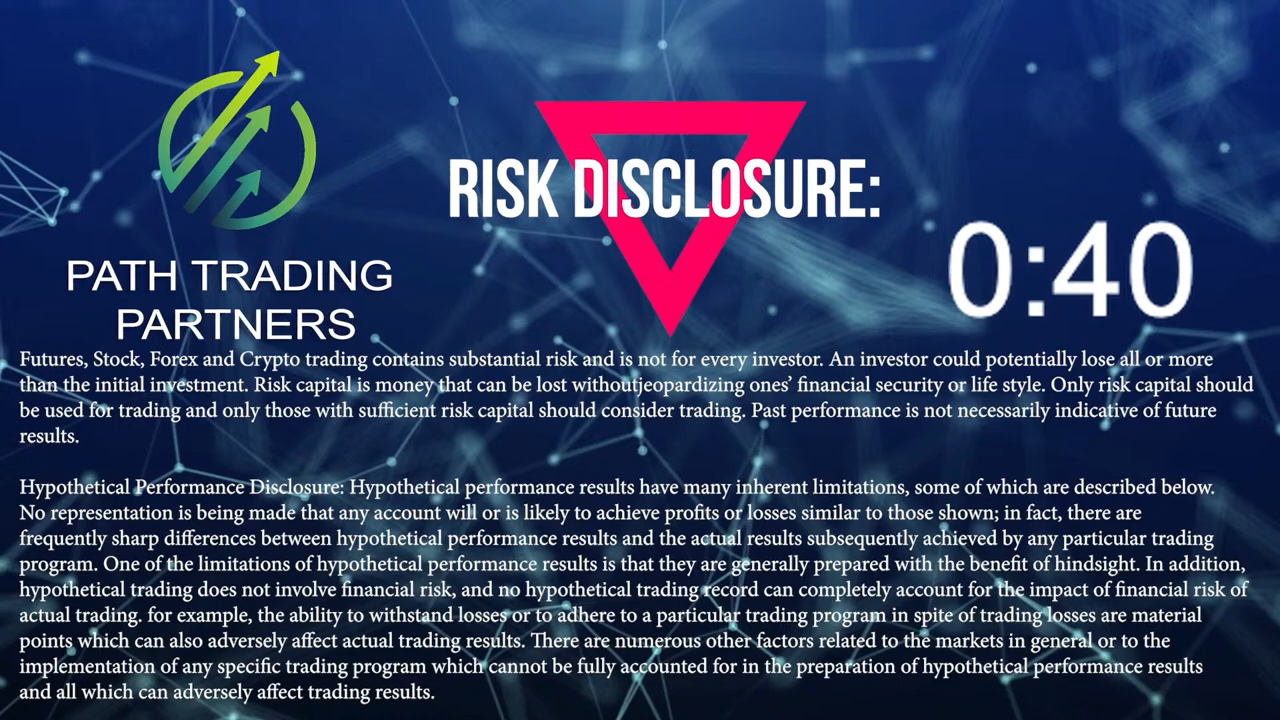 PATH TRADING
PARTNERS
RISK DISCLOSURE:
0:40
Futures, Stock, Forex and Crypto trading contains substantial risk and is not for every investor. An investor could potentially lose all or more
than the initial investment. Risk capital is money that can be lost withoutjeopardizing ones’ financial security or life style. Only risk capital should
be used for trading and only those with sufficient risk capital should consider trading. Past performance is not necessarily indicative of future
results.
Hypothetical Performance Disclosure: Hypothetical performance results have many inherent limitations, some of which are described below.
No representation is being made that any account will or is likely to achieve profits or losses similar to those shown; in fact, there are
frequently sharp differences between hypothetical performance results and the actual results subsequently achieved by any particular trading
program. One of the limitations of hypothetical performance results is that they are generally prepared with the benefit of hindsight. In addition,
hypothetical trading does not involve financial risk, and no hypothetical trading record can completely account for the impact of financial risk of
actual trading. for example, the ability to withstand losses or to adhere to a particular trading program in spite of trading losses are material
points which can also adversely affect actual trading results. There are numerous other factors related to the markets in general or to the
implementation of any specific trading program which cannot be fully accounted for in the preparation of hypothetical performance results
and all which can adversely affect trading results.